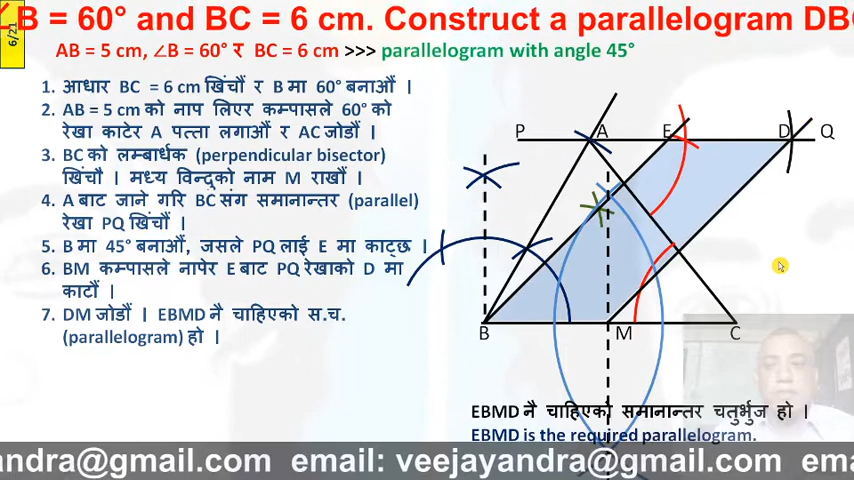 ∠B = 60° and BC = 6 cm. Construct a parallelogram DB
6/21
AB = 5 cm, ∠B = 60° र BC = 6 cm >>> parallelogram with angle 45°
1. आधार BC = 6 cm खिंचौं र B मा 60° बनाऔं ।
2. AB = 5 cm को नाप लिएर कम्पासले 60° को
रेखा काटेर A पत्ता लगाऔं र AC जोडौं ।
3. BC को लम्बार्धक (perpendicular bisector)
खिंचौ । मध्य विन्दुको नाम M राखौं ।
4. A बाट जाने गरि BC संग समानान्तर (parallel)
रेखा PQ खिंचौं ।
5. B मा 45° बनाऔं, जसले PQ लाई E मा काट्छ ।
6. BM कम्पासले नापेर E बाट PQ रेखाको D मा
काटौं ।
7. DM जोडौं । EBMD नै चाहिएको स.च.
(parallelogram) हो ।
P A E D Q
B M C
EBMD नै चाहिएको समानान्तर चतुर्भुज हो ।
EBMD is the required parallelogram.
andra@gmail.com email: veejayandra@gmail.com em